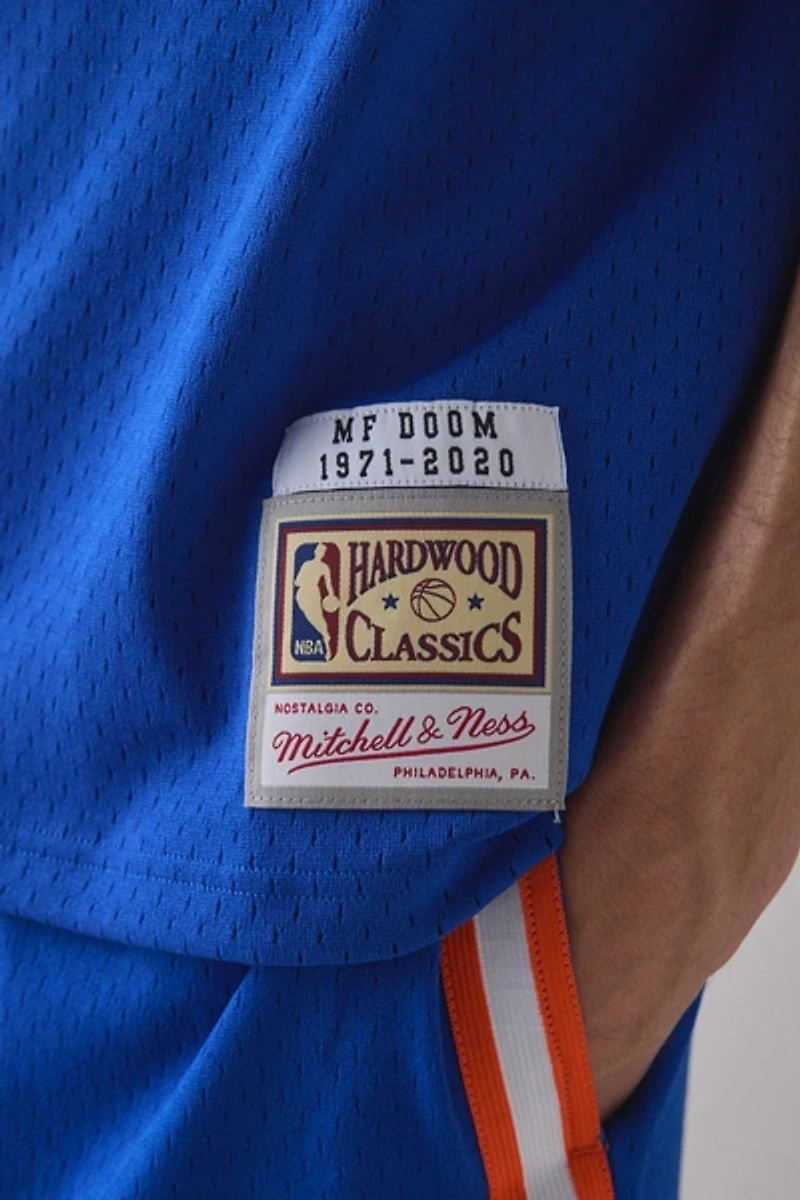 MF DOOM
1971-2020
HARDWOOD
CLASSICS
NBA
NOSTALGIA CO.
Mitchell & Ness
PHILADELPHIA, PA.